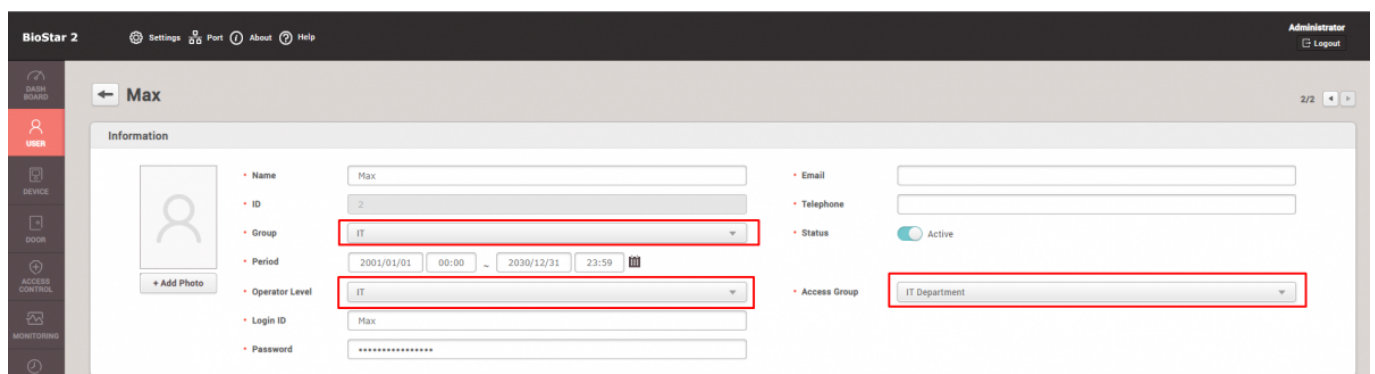 BioStar 2 Settings Port About Help Administrator
Logout
DASH
BOARD
← Max 2/2
USER
Information
DEVICE
DOOR
ACCESS
CONTROL
MONITORING
+ Add Photo
• Name Max
• ID 2
• Group IT
• Period 2001/01/01 00:00 ~ 2030/12/31 23:59
• Operator Level IT
• Login ID Max
• Password ••••••••••••••••
• Email
• Telephone
• Status Active
• Access Group IT Department